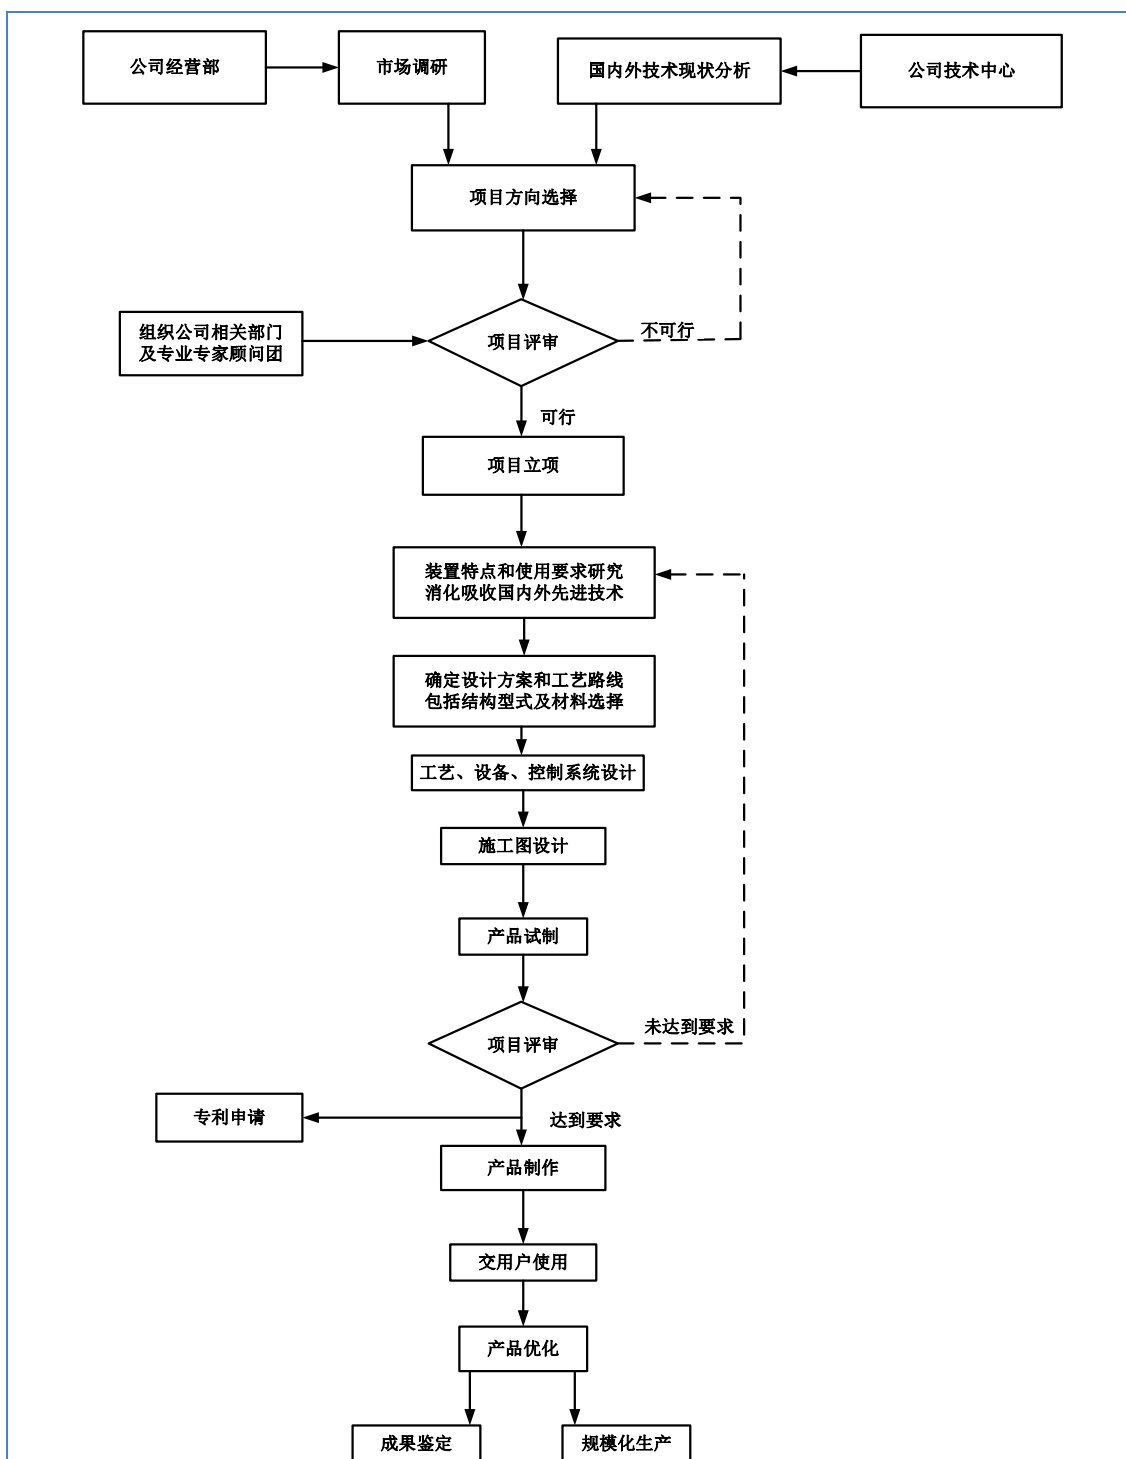 公司经营部
市场调研
国内外技术现状分析
公司技术中心
项目方向选择
组织公司相关部门
及专业专家顾问团
项目评审
不可行
可行
项目立项
装置特点和使用要求研究
消化吸收国内外先进技术
确定设计方案和工艺路线
包括结构型式及材料选择
工艺、设备、控制系统设计
施工图设计
产品试制
项目评审
未达到要求
专利申请
达到要求
产品制作
交用户使用
产品优化
成果鉴定
规模化生产